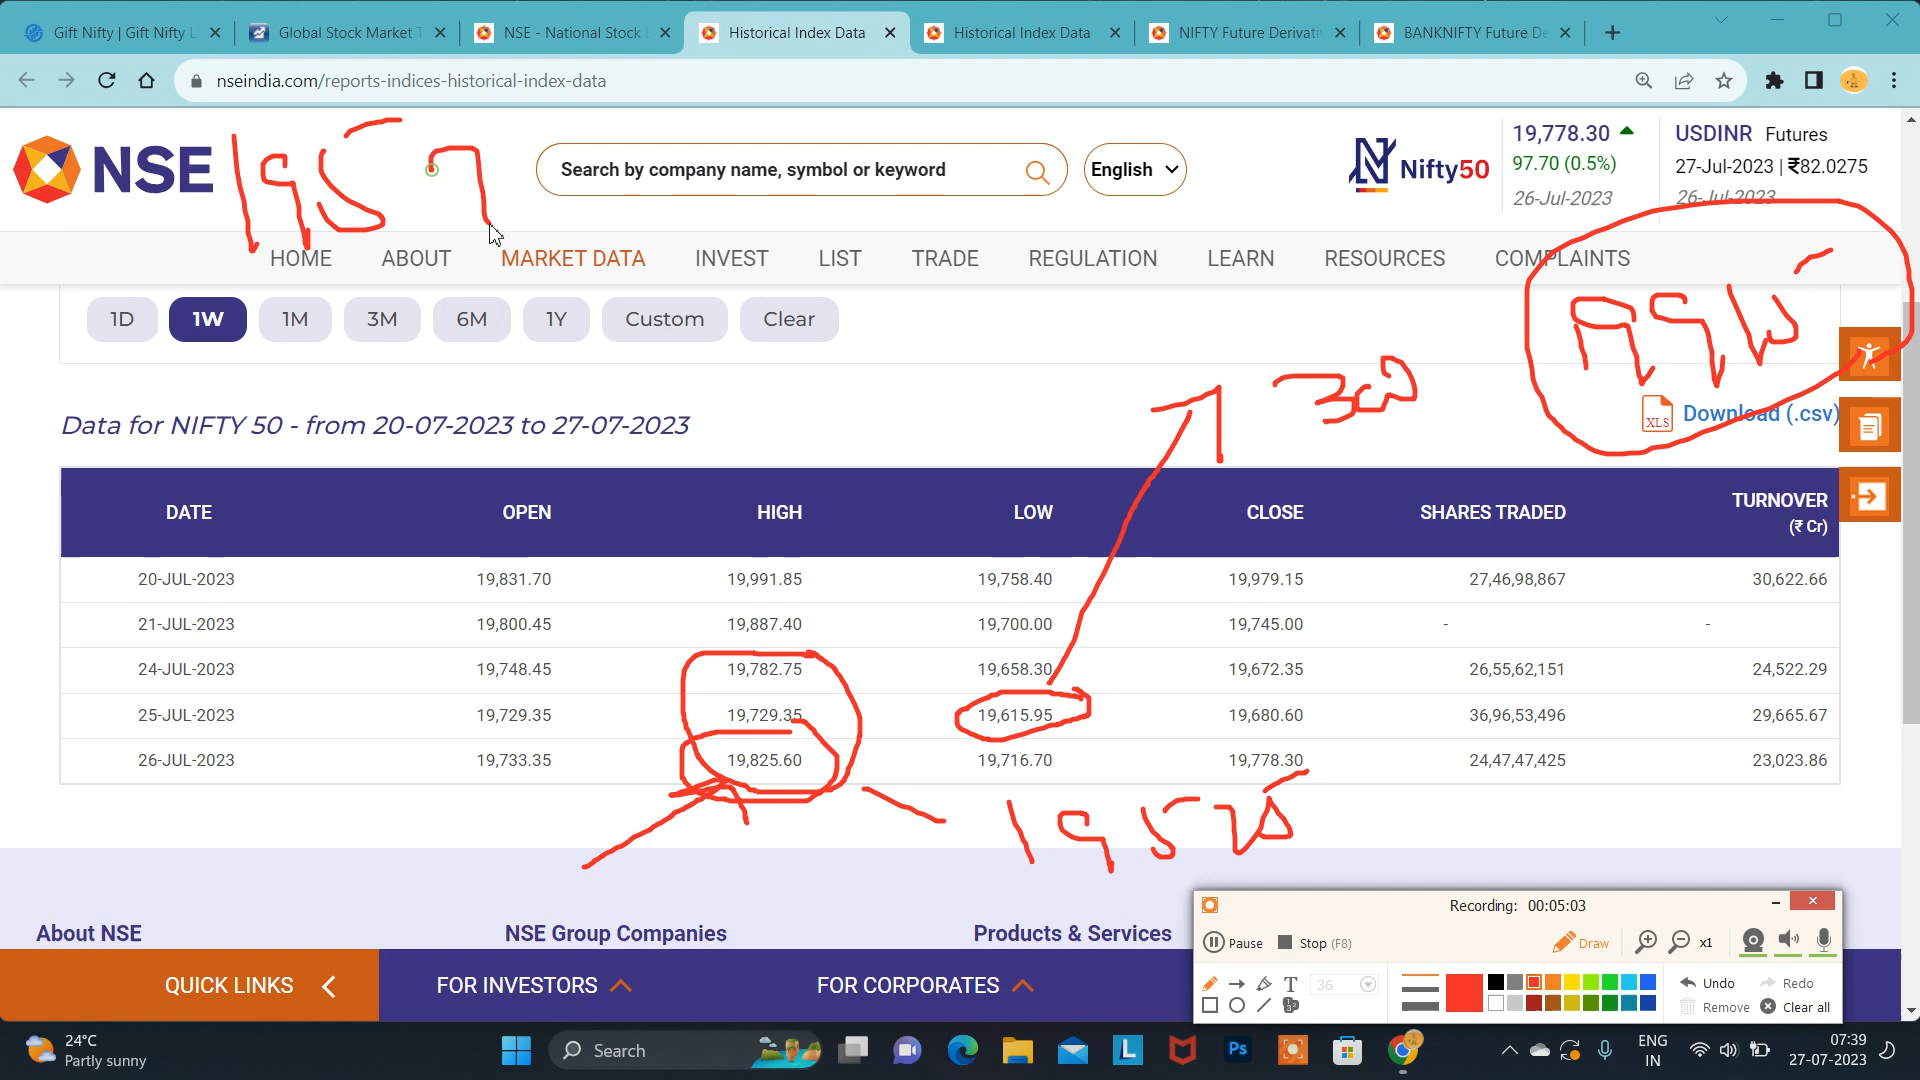 Gift Nifty | Gift Nifty L
Global Stock Market T
NSE - National Stock E
Historical Index Data
Historical Index Data
NIFTY Future Derivati
BANKNIFTY Future De
nseindia.com/reports-indices-historical-index-data
NSE
1957
Search by company name, symbol or keyword
English
Nifty50
19,778.30
97.70 (0.5%)
26-Jul-2023
USDINR Futures
27-Jul-2023 | ₹82.0275
26-Jul-2023
HOME ABOUT MARKET DATA INVEST LIST TRADE REGULATION LEARN RESOURCES COMPLAINTS
1D 1W 1M 3M 6M 1Y Custom Clear
300
Data for NIFTY 50 - from 20-07-2023 to 27-07-2023
XLS Download (.csv)
DATE OPEN HIGH LOW CLOSE SHARES TRADED TURNOVER (₹ Cr)
20-JUL-2023 19,831.70 19,991.85 19,758.40 19,979.15 27,46,98,867 30,622.66
21-JUL-2023 19,800.45 19,887.40 19,700.00 19,745.00 - -
24-JUL-2023 19,748.45 19,782.75 19,658.30 19,672.35 26,55,62,151 24,522.29
25-JUL-2023 19,729.35 19,729.35 19,615.95 19,680.60 36,96,53,496 29,665.67
26-JUL-2023 19,733.35 19,825.60 19,716.70 19,778.30 24,47,47,425 23,023.86
19575
About NSE NSE Group Companies Products & Services
QUICK LINKS FOR INVESTORS FOR CORPORATES
Recording: 00:05:03
Pause Stop (F8) Draw x1
T 36 Undo Redo
Remove Clear all
24°C
Partly sunny
Search
L
Ps
ENG
IN
07:39
27-07-2023